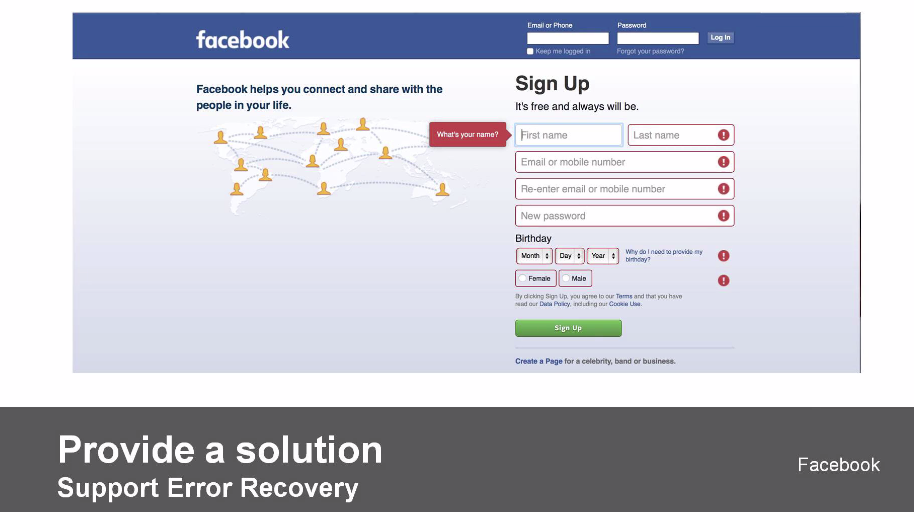 facebook
Email or Phone
Password
Log In
Keep me logged in
Forgot your password?
Facebook helps you connect and share with the
people in your life.
Sign Up
It's free and always will be.
What's your name?
First name
Last name
Email or mobile number
Re-enter email or mobile number
New password
Birthday
Month
Day
Year
Why do I need to provide my
birthday?
Female
Male
By clicking Sign Up, you agree to our Terms and that you have
read our Data Policy, including our Cookie Use.
Sign Up
Create a Page for a celebrity, band or business.
Provide a solution
Support Error Recovery
Facebook